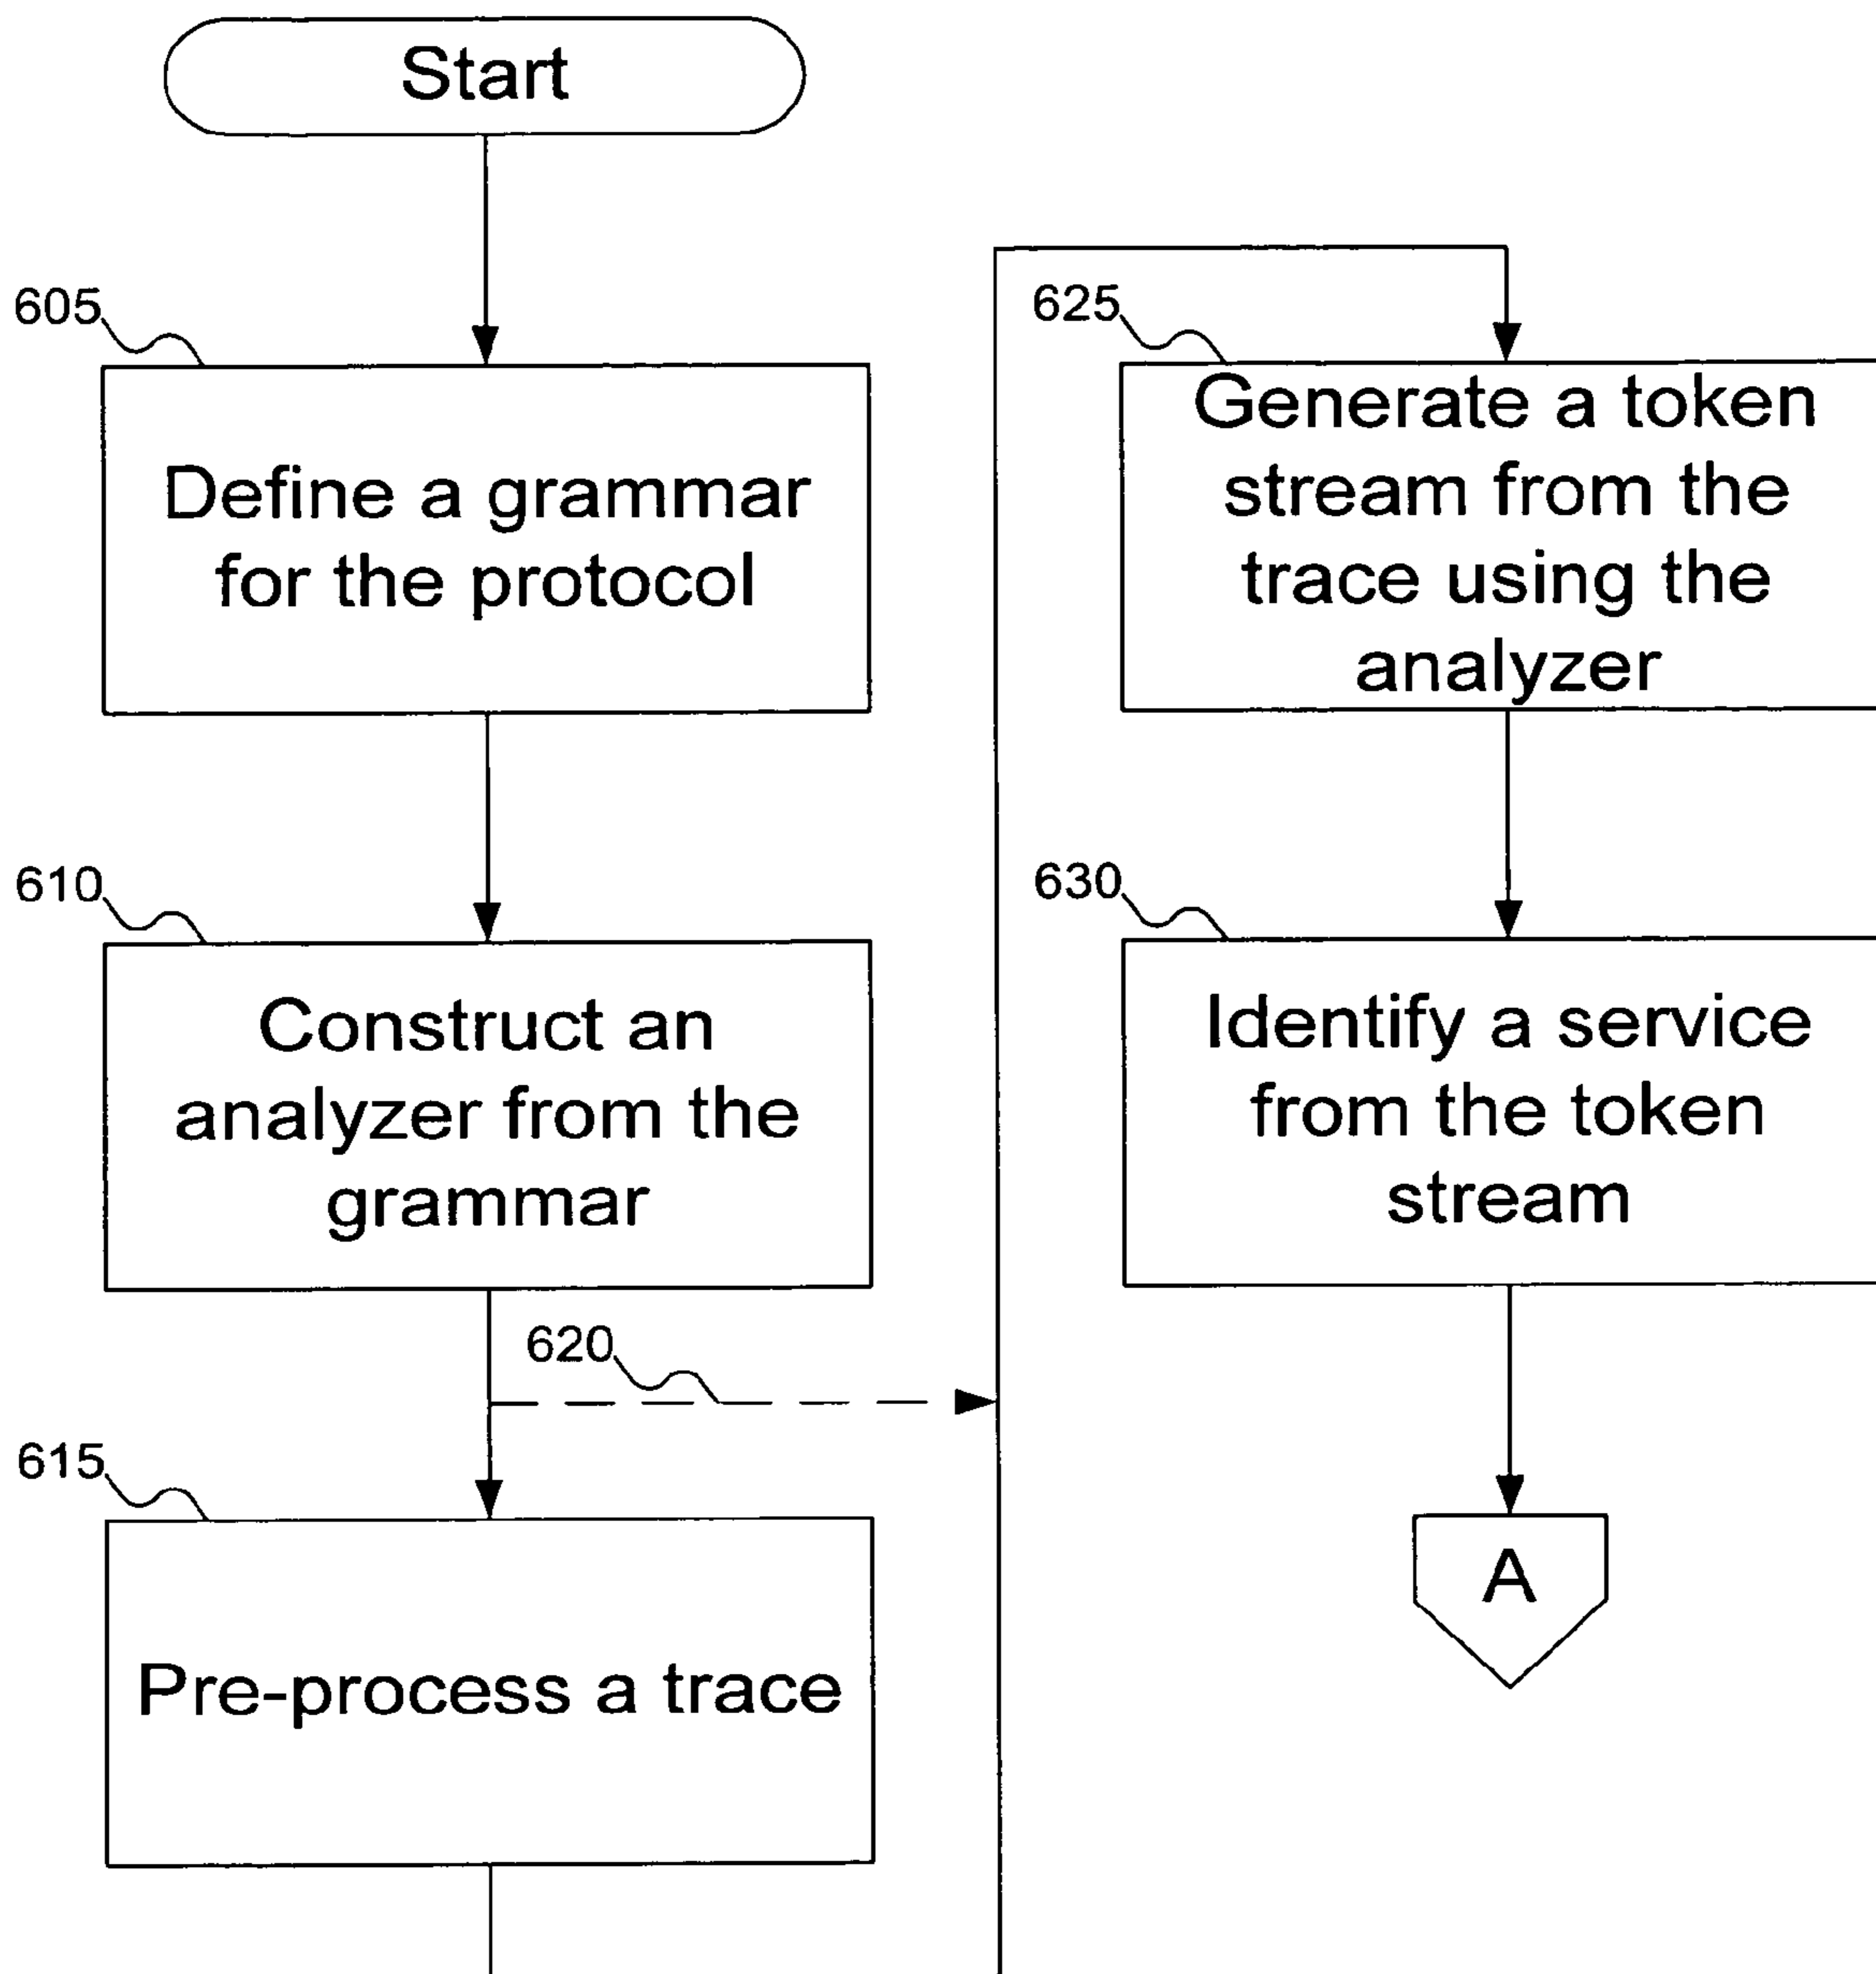 Start
605
Define a grammar
for the protocol
610
Construct an
analyzer from the
grammar
620
615
Pre-process a trace
625
Generate a token
stream from the
trace using the
analyzer
630
Identify a service
from the token
stream
A